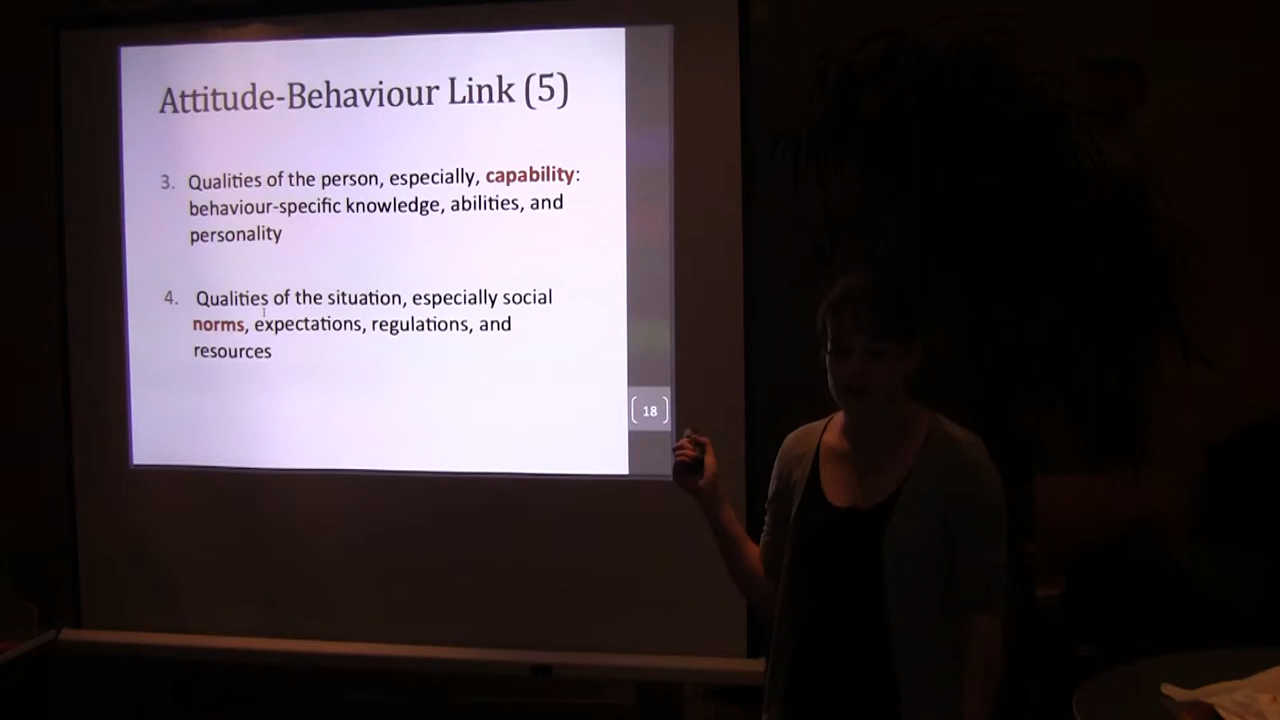 Attitude-Behaviour Link (5)
3. Qualities of the person, especially, capability:
behaviour-specific knowledge, abilities, and
personality
4. Qualities of the situation, especially social
norms, expectations, regulations, and
resources
18